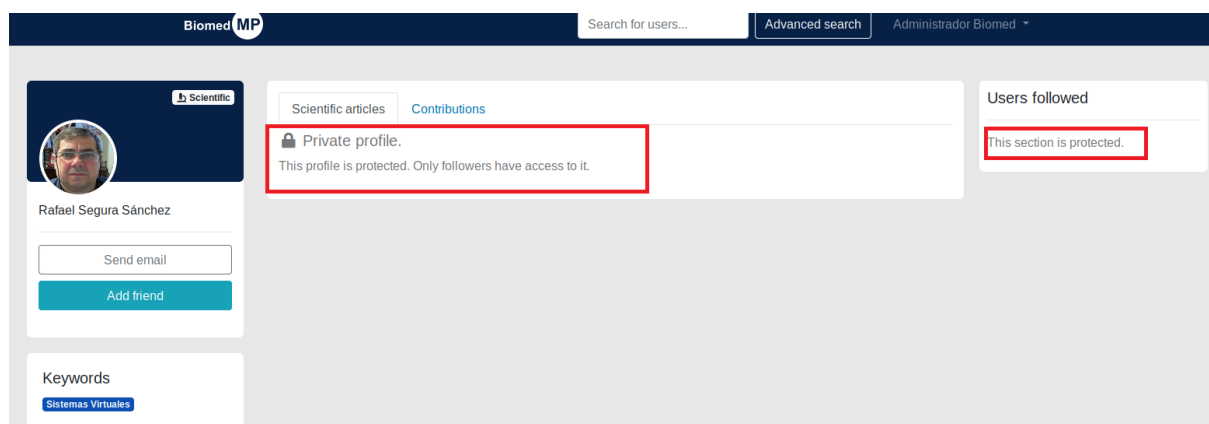 Biomed MP
Search for users...
Advanced search
Administrador Biomed
Scientific
Rafael Segura Sánchez
Send email
Add friend
Keywords
Sistemas Virtuales
Scientific articles
Contributions
Private profile.
This profile is protected. Only followers have access to it.
Users followed
This section is protected.